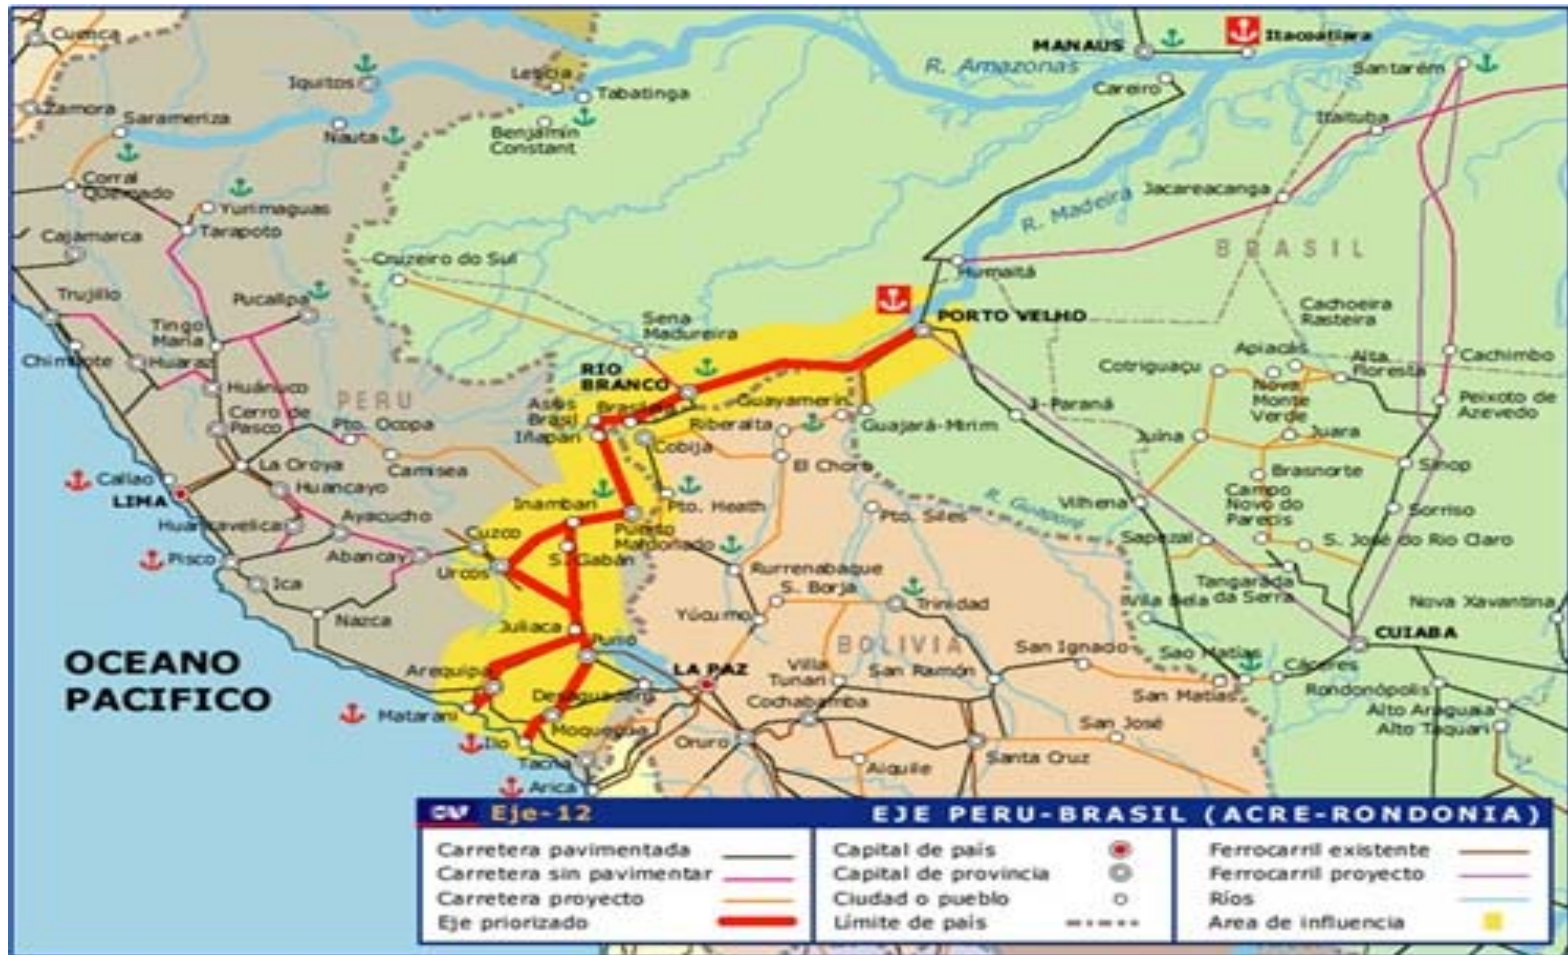 Cuenca
Zamora
Sarameriza
Iquitos
Nauta
Leticia
Tabatinga
Benjamín
Constant
MANAUS
Itacoatiara
R. Amazonas
Careiro
Santarém
Itaituba
Jacareacanga
R. Madeira
Corral
Quemado
Yurimaguas
Tarapoto
Cajamarca
Cruzeiro do Sul
Humaitá
BRASIL
Trujillo
Pucallpa
Tingo
María
Chimbote
Huaraz
Huánuco
Sena
Madureira
PORTO VELHO
Cachoeira
Rasteira
Apiacás
Cotriguaçu
Alta
Floresta
Cachimbo
Nova
Monte
Verde
Peixoto de
Azevedo
RIO
BRANCO
PERU
Cerro de
Pasco
Pto. Ocopa
Assis
Brasil
Iñapari
Brasiléia
Guayamerín
Riberalta
Guajará-Mirim
Cobija
Ji-Paraná
Juína
Juara
La Oroya
Camisea
El Choro
Brasnorte
Sinop
Callao
LIMA
Huancayo
Inambari
Pto. Heath
Pto. Siles
R. Guaporé
Vilhena
Campo
Novo do
Parecis
Sorriso
Huancavelica
Ayacucho
Cuzco
Puerto
Maldonado
Sapezal
S. José do Rio Claro
Pisco
Abancay
Urcos
S. Gabán
Rurrenabaque
Tangará da
da Serra
Ica
S. Borja
Trinidad
Vila Bela
Nova Xavantina
Nazca
Yucumo
Juliaca
Puno
BOLIVIA
CUIABA
OCEANO
PACIFICO
Arequipa
LA PAZ
Villa
Tunari
San Ramón
San Ignacio
Sao Matías
Cáceres
Desaguadero
San Matías
Rondonópolis
Matarani
Cochabamba
Alto Araguaia
Moquegua
San José
Alto Taquari
Ilo
Oruro
Tacna
Aiquile
Santa Cruz
Arica
CAF Eje-12 EJE PERU-BRASIL (ACRE-RONDONIA)
Carretera pavimentada
Carretera sin pavimentar
Carretera proyecto
Eje priorizado
Capital de país
Capital de provincia
Ciudad o pueblo
Límite de país
Ferrocarril existente
Ferrocarril proyecto
Ríos
Area de influencia